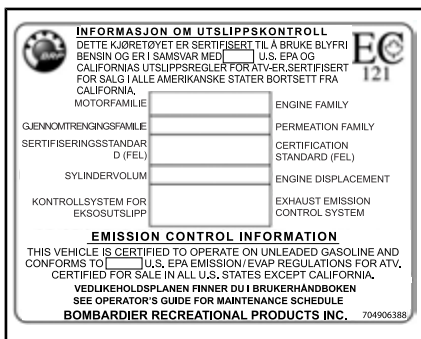 INFORMASJON OM UTSLIPPSKONTROLL
BRP
DETTE KJØRETØYET ER SERTIFISERT TIL Å BRUKE BLYFRI
BENSIN OG ER I SAMSVAR MED U.S. EPA OG
CALIFORNIAS UTSLIPPSREGLER FOR ATV-ER.SERTIFISERT
FOR SALG I ALLE AMERIKANSKE STATER BORTSETT FRA
CALIFORNIA.
EC
121
MOTORFAMILIE ENGINE FAMILY
GJENNOMTRENGINGSFAMILIE PERMEATION FAMILY
SERTIFISERINGSSTANDAR CERTIFICATION
D (FEL) STANDARD (FEL)
SYLINDERVOLUM ENGINE DISPLACEMENT
KONTROLLSYSTEM FOR EXHAUST EMISSION
EKSOSUTSLIPP CONTROL SYSTEM
EMISSION CONTROL INFORMATION
THIS VEHICLE IS CERTIFIED TO OPERATE ON UNLEADED GASOLINE AND
CONFORMS TO U.S. EPA EMISSION/EVAP REGULATIONS FOR ATV.
CERTIFIED FOR SALE IN ALL U.S. STATES EXCEPT CALIFORNIA.
VEDLIKEHOLDSPLANEN FINNER DU I BRUKERHÅNDBOKEN
SEE OPERATOR'S GUIDE FOR MAINTENANCE SCHEDULE
BOMBARDIER RECREATIONAL PRODUCTS INC. 704906388